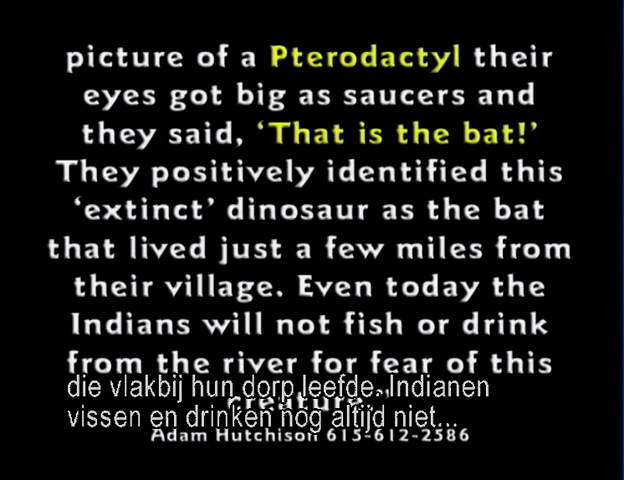 picture of a Pterodactyl their
eyes got big as saucers and
they said, ‘That is the bat!’
They positively identified this
‘extinct’ dinosaur as the bat
that lived just a few miles from
their village. Even today the
Indians will not fish or drink
from the river for fear of this
die vlakbij hun dorp leefde. Indianen
creature.”
vissen en drinken nog altijd niet...
Adam Hutchison 615-612-2586